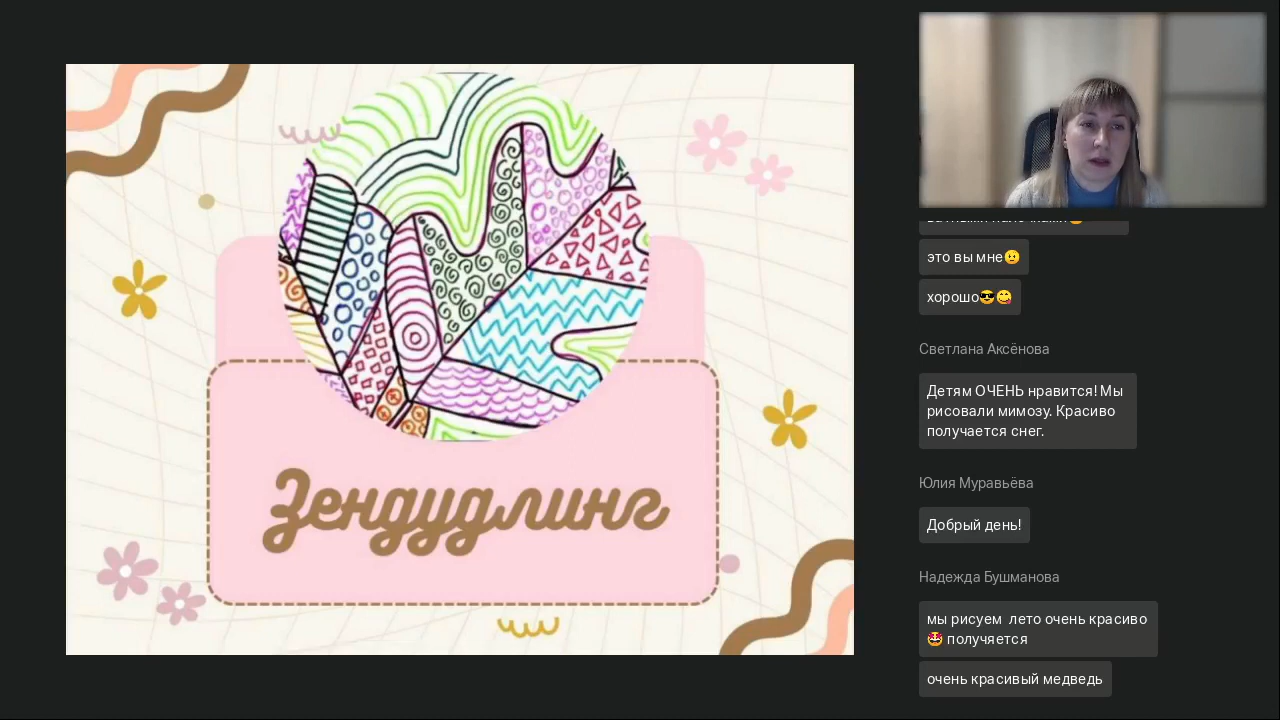 Зендудлинг
это вы мне😐
хорошо😎😋
Светлана Аксёнова
Детям ОЧЕНЬ нравится! Мы
рисовали мимозу. Красиво
получается снег.
Юлия Муравьёва
Добрый день!
Надежда Бушманова
мы рисуем лето очень красиво
🤩 получяется
очень красивый медведь